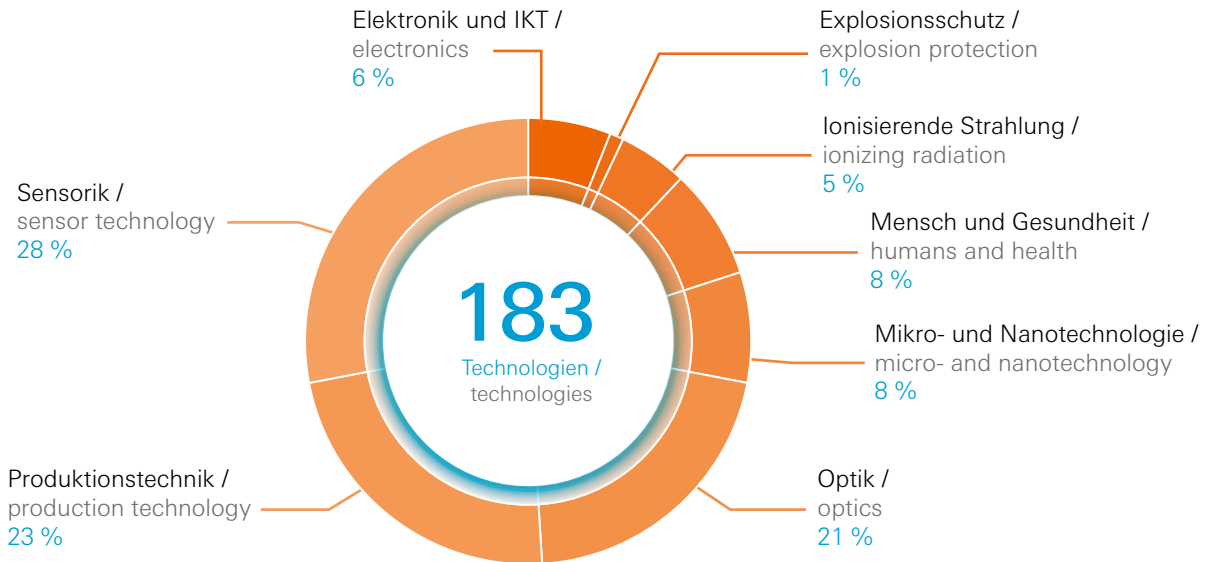 Elektronik und IKT /
electronics
6 %
Explosionsschutz /
explosion protection
1 %
Ionisierende Strahlung /
ionizing radiation
5 %
Mensch und Gesundheit /
humans and health
8 %
Mikro- und Nanotechnologie /
micro- and nanotechnology
8 %
Optik /
optics
21 %
Produktionstechnik /
production technology
23 %
Sensorik /
sensor technology
28 %
183
Technologien /
technologies